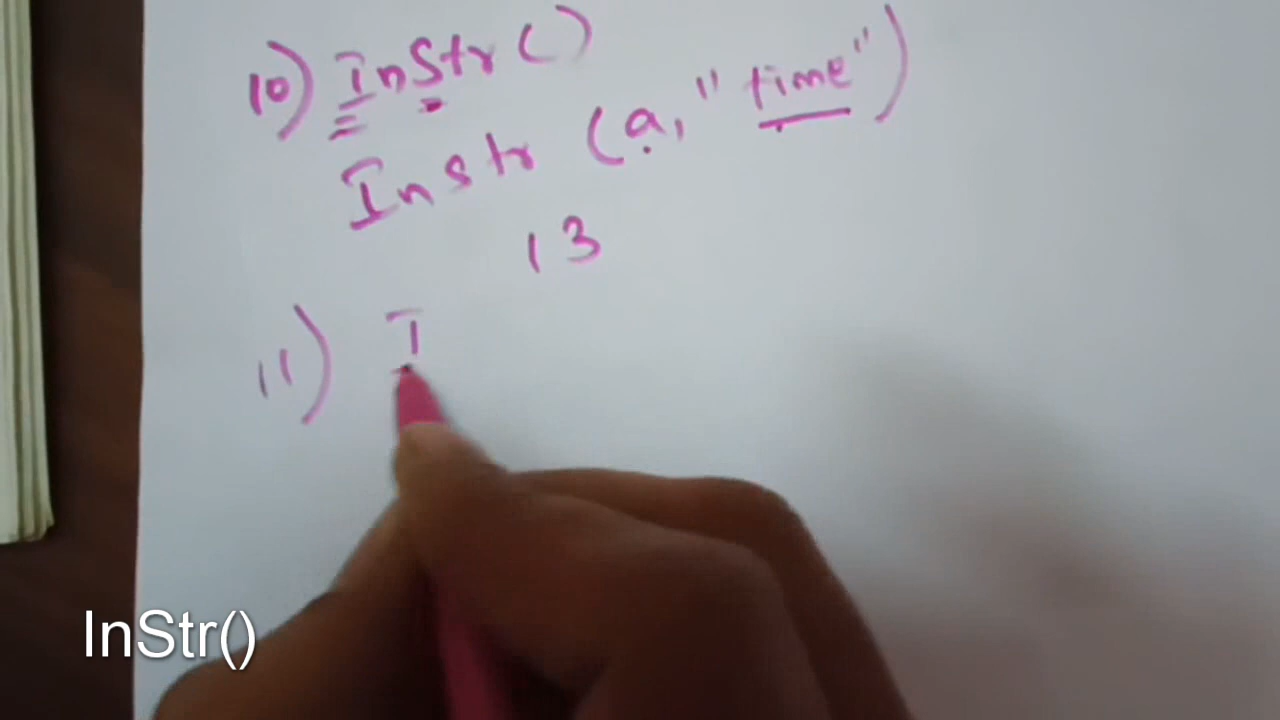 10) InStr()
Instr (a, "time")
13
11) I
InStr()